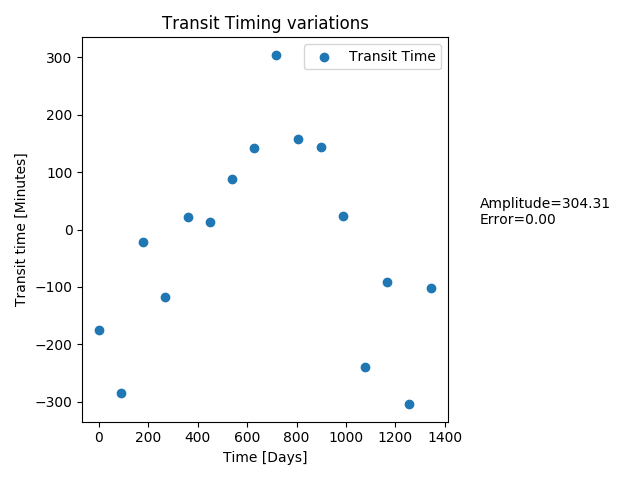 Transit Timing variations
Transit Time
300
200
100
0
−100
−200
−300
Transit time [Minutes]
0 200 400 600 800 1000 1200 1400
Time [Days]
Amplitude=304.31
Error=0.00